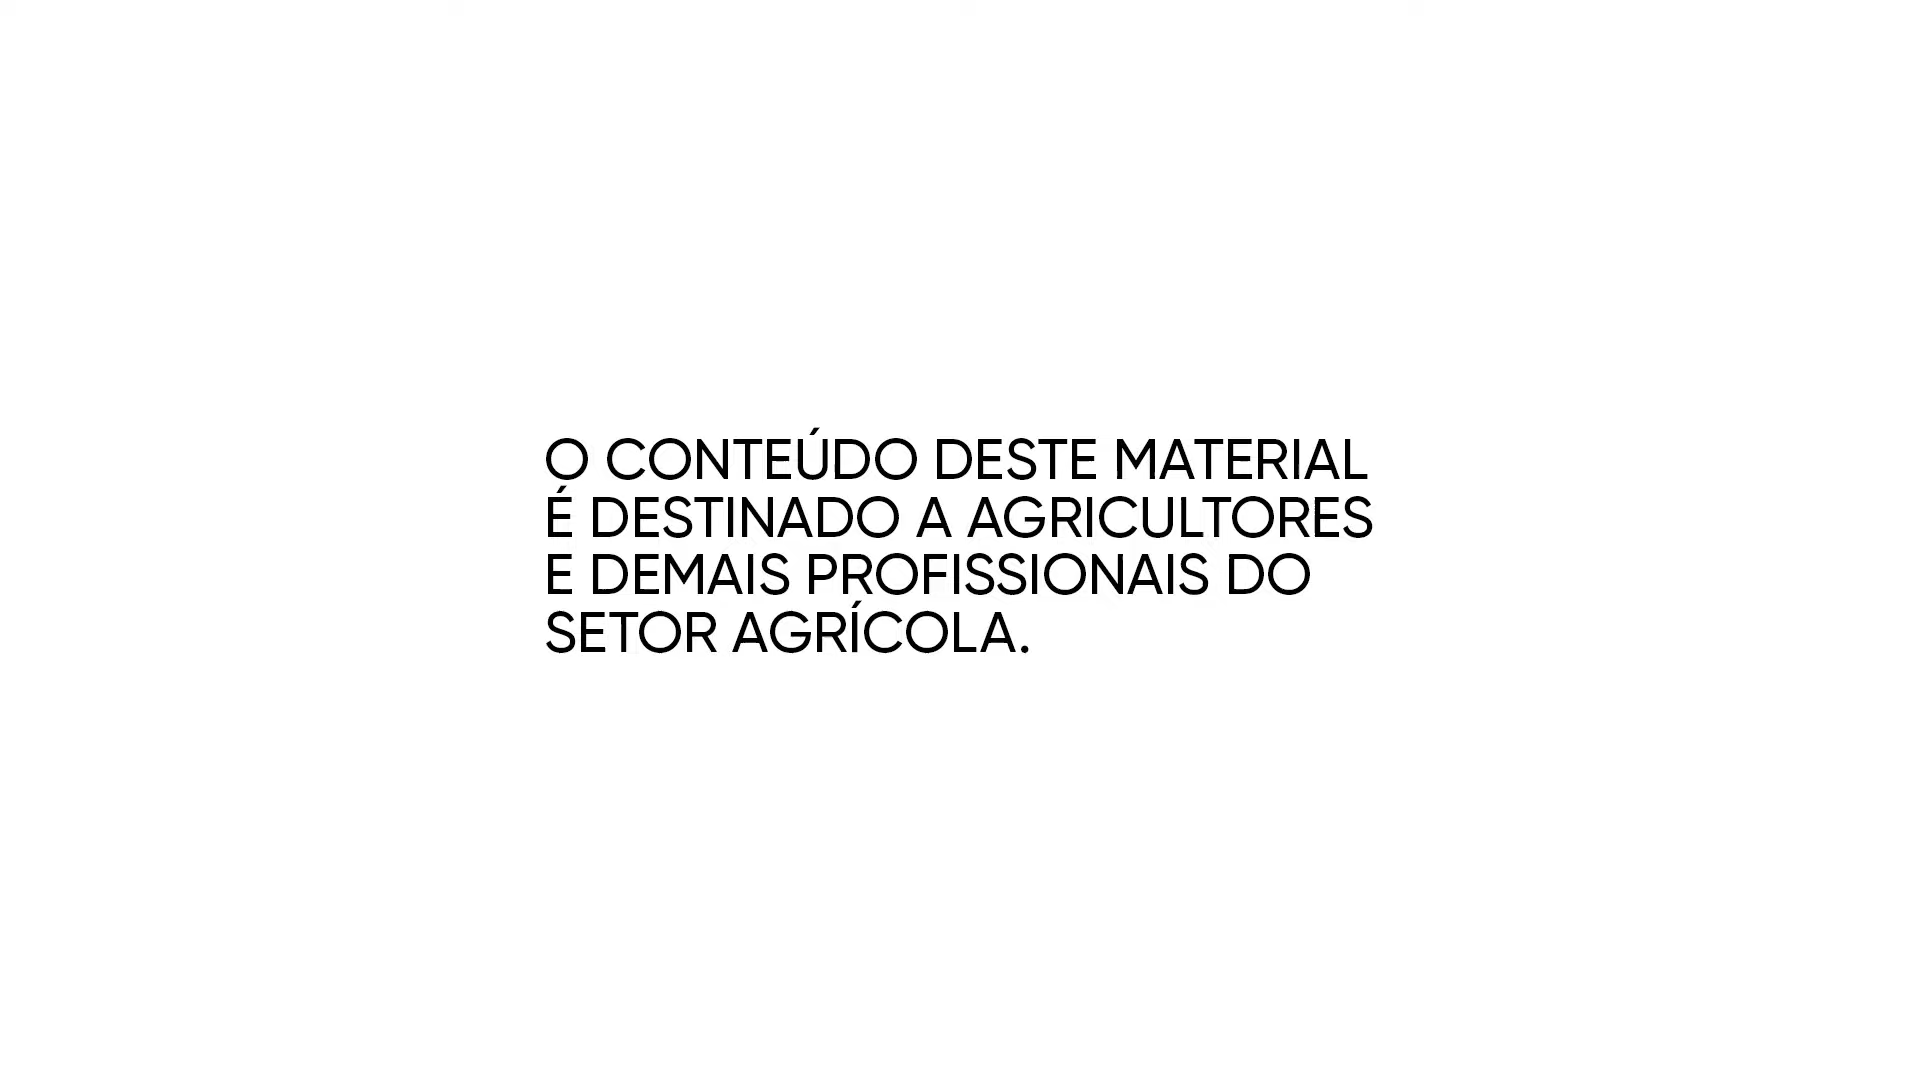 O CONTEÚDO DESTE MATERIAL
É DESTINADO A AGRICULTORES
E DEMAIS PROFISSIONAIS DO
SETOR AGRÍCOLA.